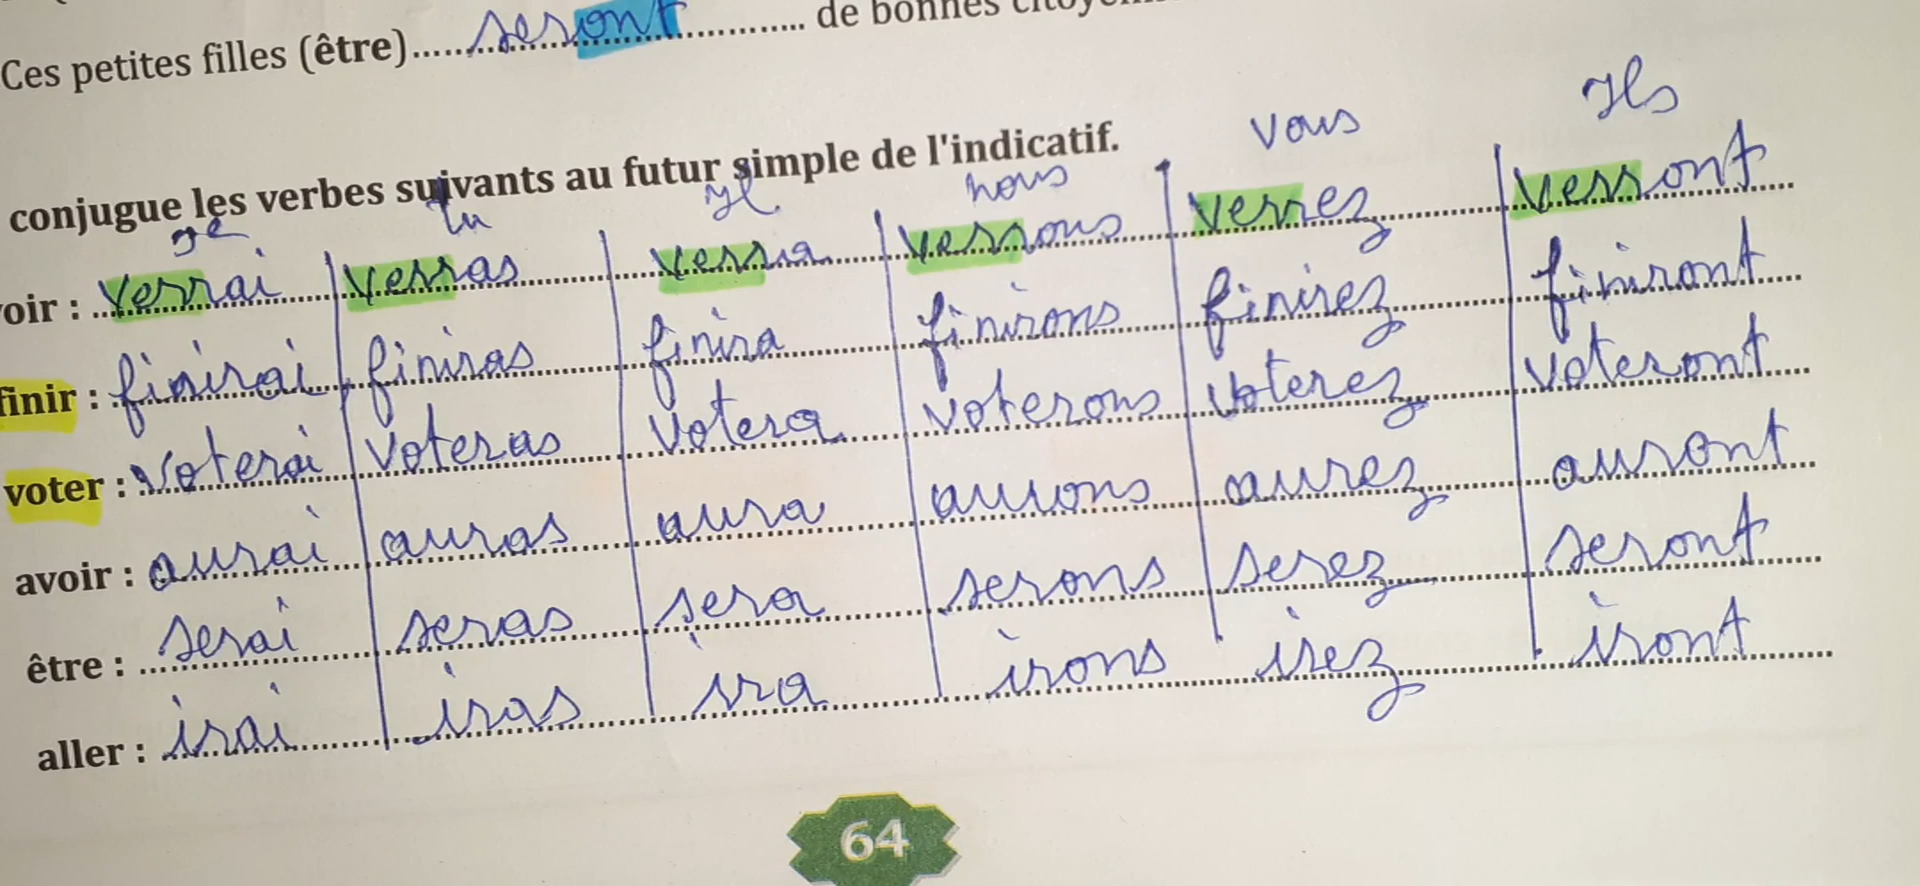 Ces petites filles (être)......seront.......... de bonnes citoyen
conjugue les verbes suivants au futur simple de l'indicatif.
je tu Il nous vous Ils
voir : verrai verras verra verrons verrez verront
finir : finirai finiras finira finirons finirez finiront
voter : voterai voteras votera voterons voterez voteront
avoir : aurai auras aura aurons aurez auront
être : serai seras sera serons serez seront
aller : irai iras ira irons irez iront
64